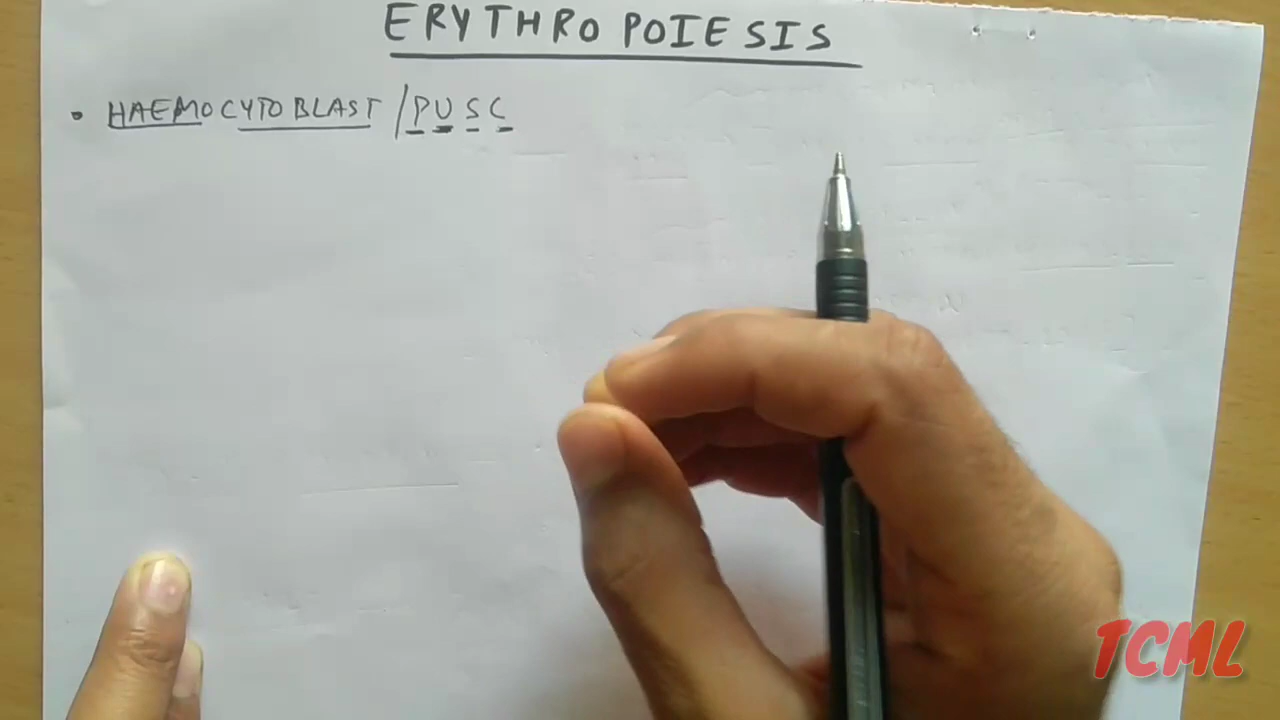 ERYTHROPOIESIS
• HAEMOCYTOBLAST / PUSC
TCML